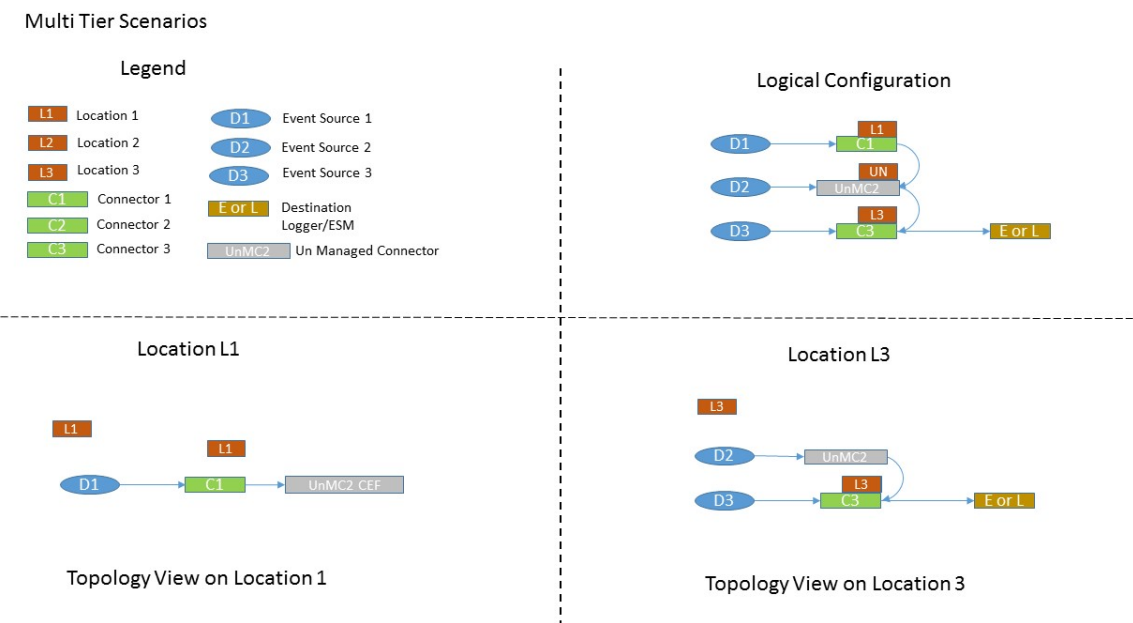 Multi Tier Scenarios
Legend
L1 Location 1
L2 Location 2
L3 Location 3
C1 Connector 1
C2 Connector 2
C3 Connector 3
D1 Event Source 1
D2 Event Source 2
D3 Event Source 3
E or L Destination
Logger/ESM
UnMC2 Un Managed Connector
Logical Configuration
L1
D1 C1
UN
D2 UnMC2
L3
D3 C3 E or L
Location L1
L1
L1
D1 C1 UnMC2 CEF
Topology View on Location 1
Location L3
L3
D2 UnMC2
L3
D3 C3 E or L
Topology View on Location 3